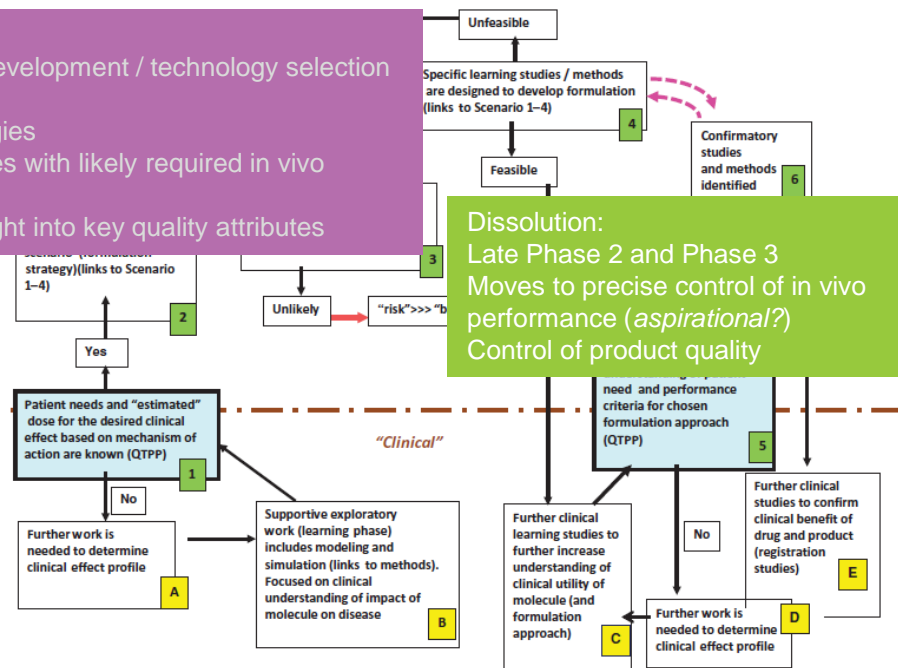 Unfeasible
development / technology selection
Specific learning studies / methods
are designed to develop formulation
(links to Scenario 1–4)
4
with likely required in vivo
Confirmatory
studies
and methods
identified
6
Feasible
into key quality attributes
Dissolution:
Late Phase 2 and Phase 3
Moves to precise control of in vivo
performance (aspirational?)
Control of product quality
strategy)(links to Scenario
1–4)
2
3
Unlikely
"risk">>> "b
Yes
need and performance
criteria for chosen
formulation approach
(QTPP)
5
Patient needs and "estimated"
dose for the desired clinical
effect based on mechanism of
action are known (QTPP)
1
"Clinical"
No
Further work is
needed to determine
clinical effect profile
A
Supportive exploratory
work (learning phase)
includes modeling and
simulation (links to methods).
Focused on clinical
understanding of impact of
molecule on disease
B
Further clinical
learning studies to
further increase
understanding of
clinical utility of
molecule (and
formulation
approach)
C
No
Further clinical
studies to confirm
clinical benefit of
drug and product
(registration
studies)
E
Further work is
needed to determine
clinical effect profile
D